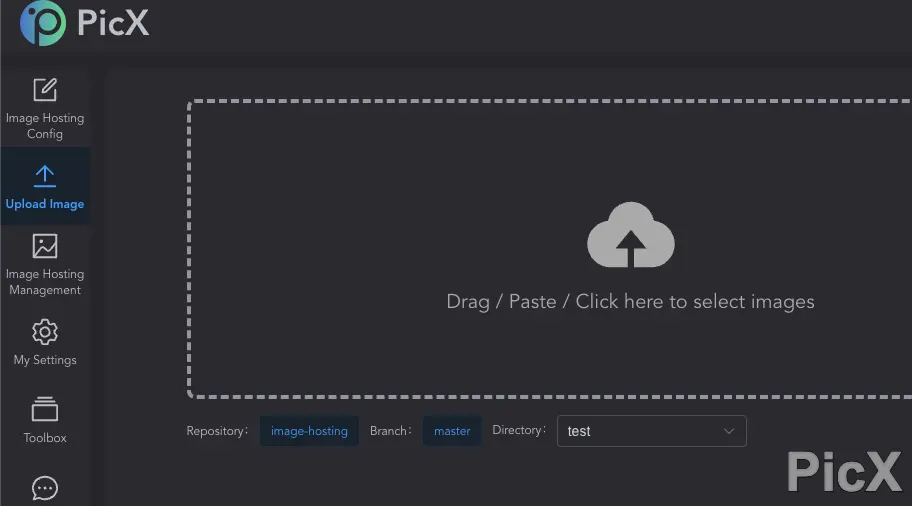 PicX
Image Hosting
Config
Upload Image
Image Hosting
Management
My Settings
Toolbox
Drag / Paste / Click here to select images
Repository: image-hosting Branch: master Directory: test
PicX